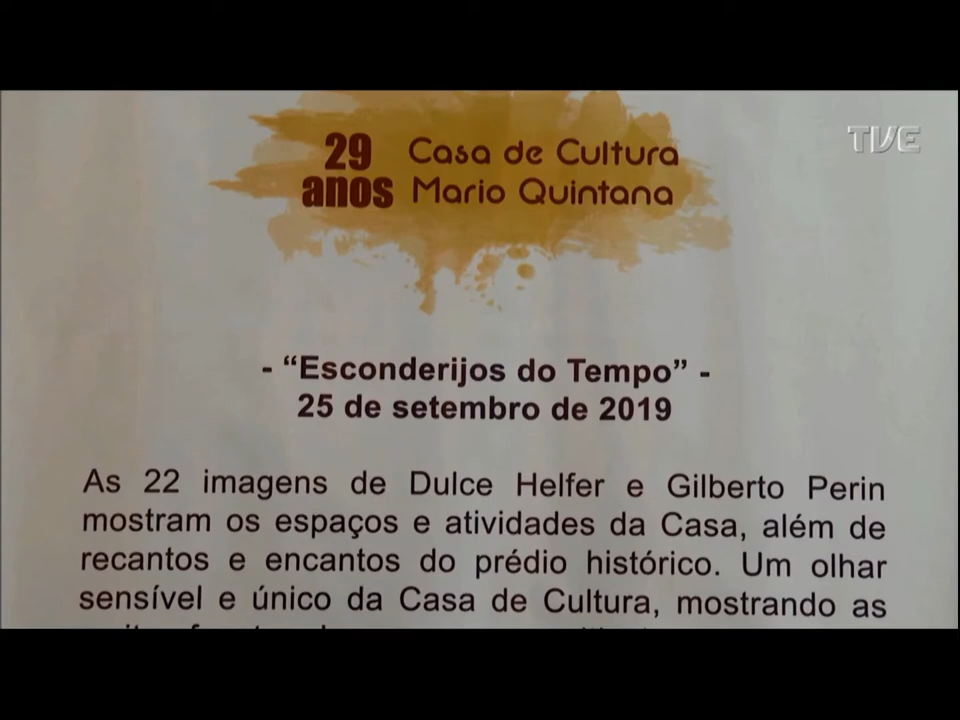 29 anos Casa de Cultura Mario Quintana
TVE
- “Esconderijos do Tempo” -
25 de setembro de 2019
As 22 imagens de Dulce Helfer e Gilberto Perin
mostram os espaços e atividades da Casa, além de
recantos e encantos do prédio histórico. Um olhar
sensível e único da Casa de Cultura, mostrando as